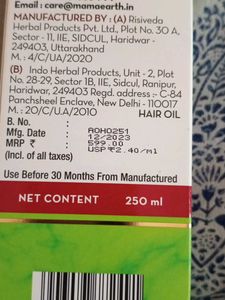 Email : care@mamaearth.in
MANUFACTURED BY : (A) Risiveda
Herbal Products Pvt. Ltd., Plot No. 30 A,
Sector - 11, IIE, SIDCUL, Haridwar -
249403, Uttarakhand
M. : 4/C/UA/2020
(B) Indo Herbal Products, Unit - 2, Plot
No. 28-29, Sector - 1B, IIE, Sidcul, Ranipur,
Haridwar, 249403 Regd. address :- C-84
Panchsheel Enclave, New Delhi - 110017
M. : 20/C/U.A/2010 HAIR OIL
B. No. : AOH0251
Mfg. Date : 12/2023
MRP ₹ : 599.00
(Incl. of all taxes) USP ₹2.40/ml
Use Before 30 Months From Manufacturing
NET CONTENT 250 ml